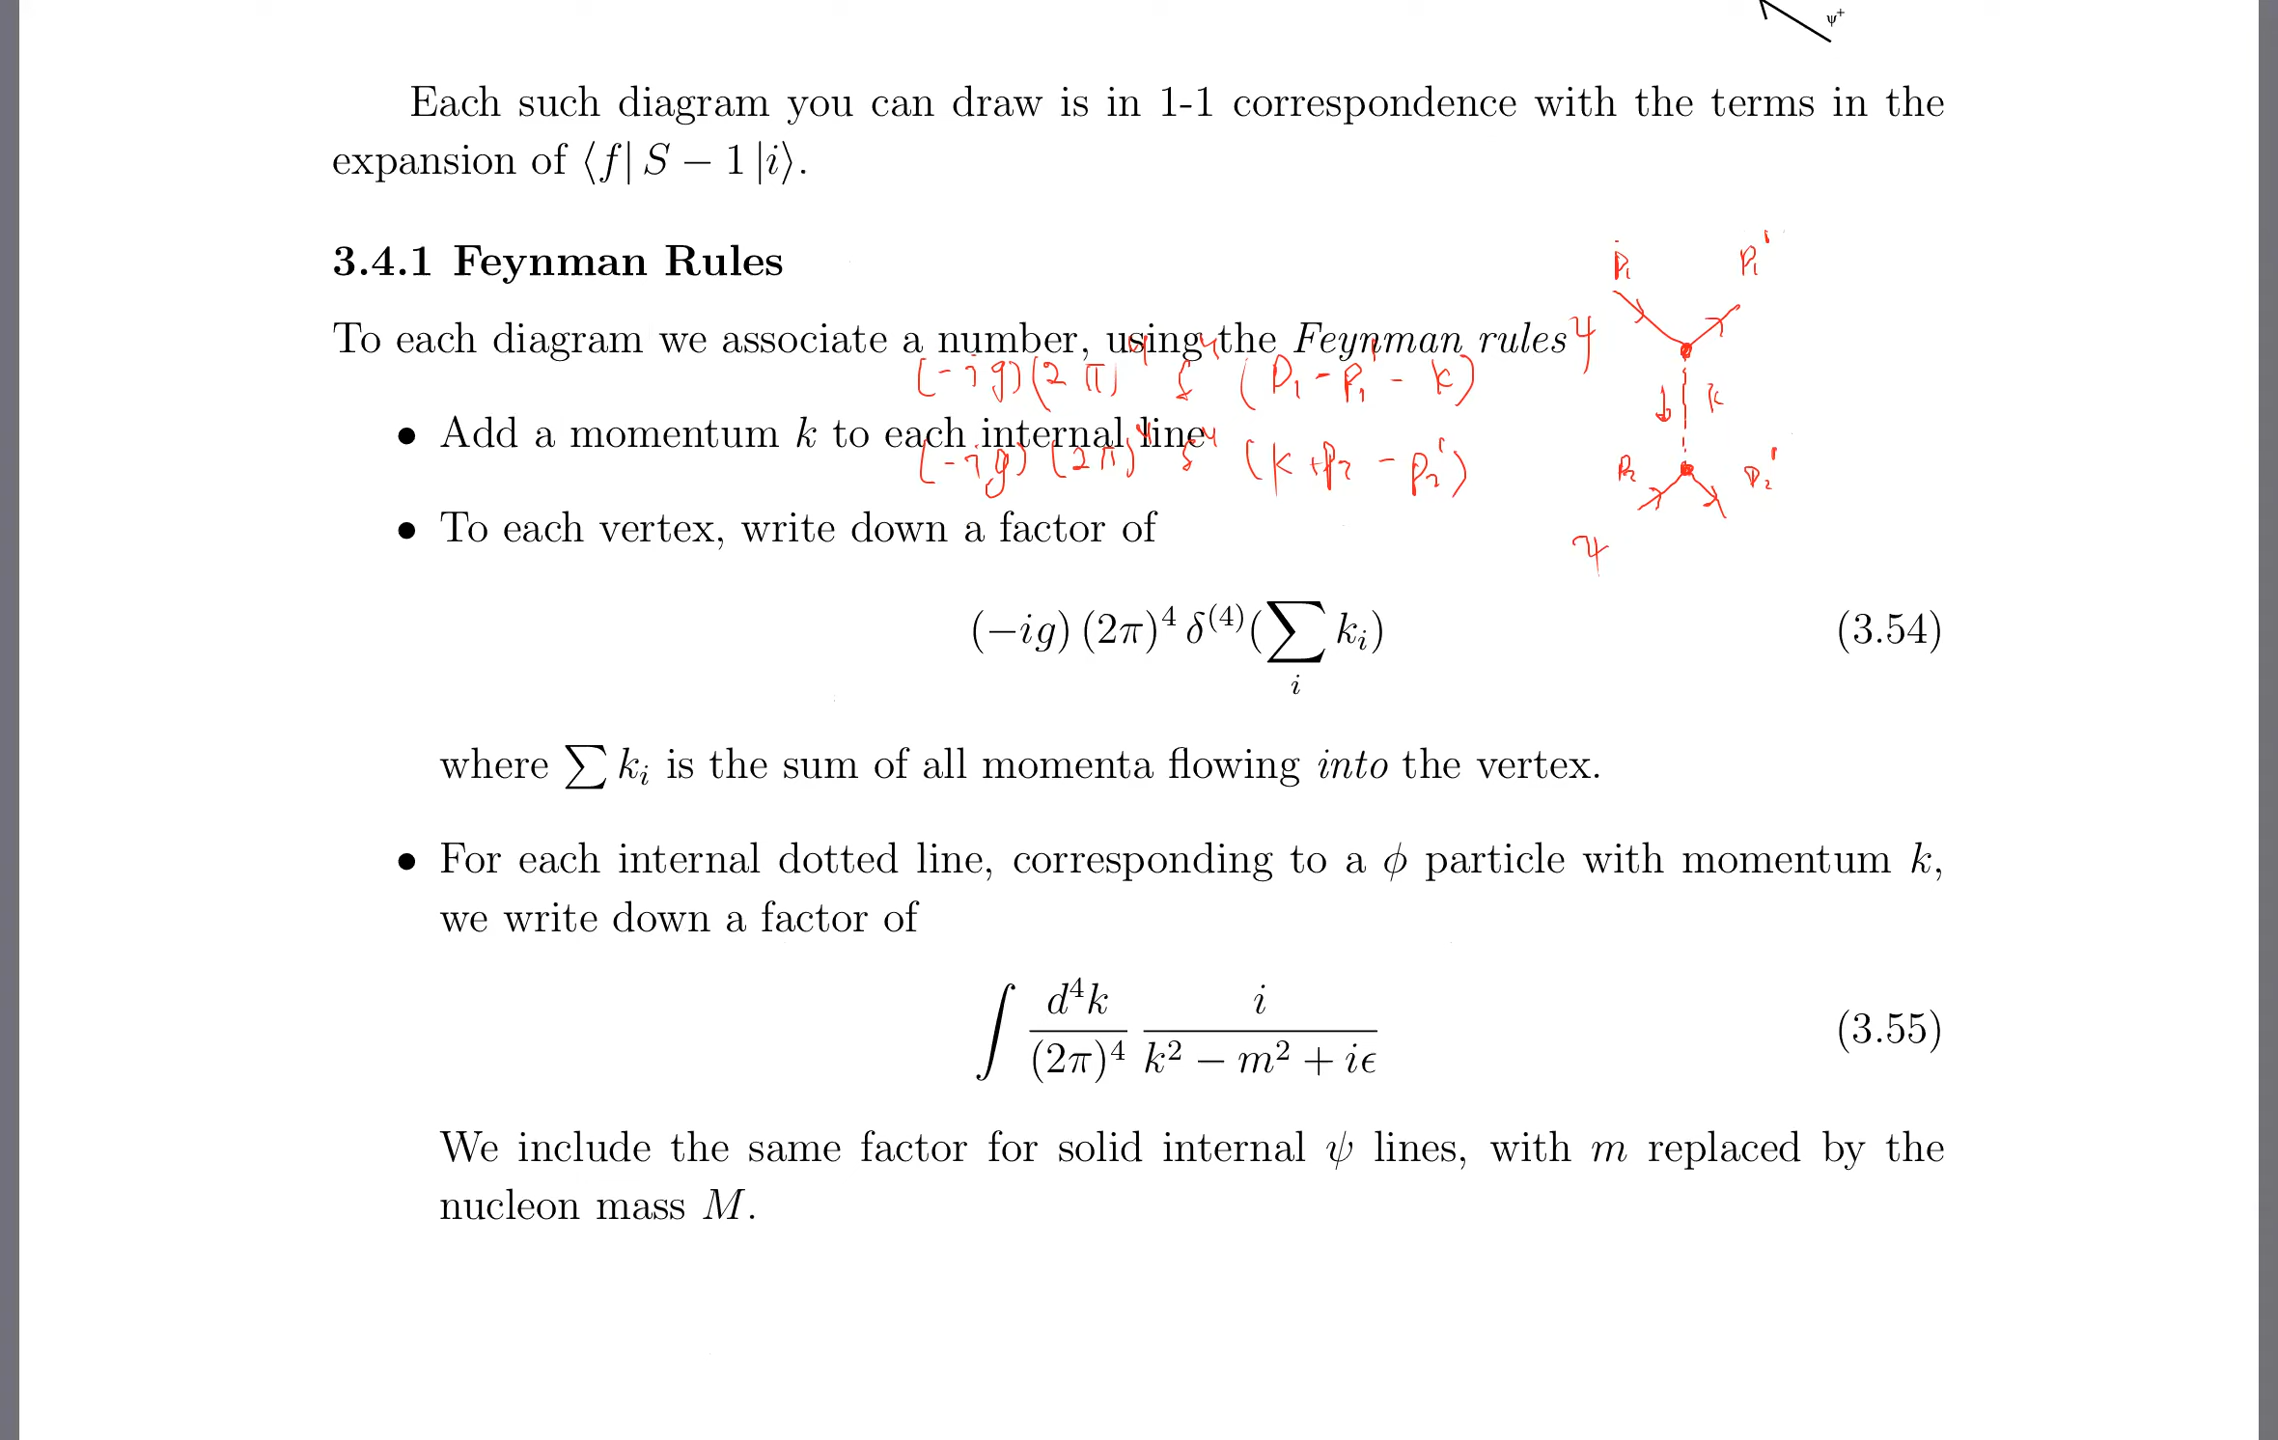 ψ⁺
Each such diagram you can draw is in 1-1 correspondence with the terms in the
expansion of ⟨f| S − 1 |i⟩.
3.4.1 Feynman Rules
p₁ p₁'
To each diagram we associate a number, using the Feynman rules ψ
(-ig)(2π)⁴ δ⁴ (p₁ - p₁' - k)
k
• Add a momentum k to each internal line
(-ig) (2π)⁴ δ⁴ (k + p₂ - p₂')
p₂ p₂'
• To each vertex, write down a factor of
ψ
(−ig) (2π)⁴ δ⁽⁴⁾(∑ kᵢ) (3.54)
i
where ∑ kᵢ is the sum of all momenta flowing into the vertex.
• For each internal dotted line, corresponding to a ϕ particle with momentum k,
we write down a factor of
∫ d⁴k/(2π)⁴ i/(k² − m² + iϵ) (3.55)
We include the same factor for solid internal ψ lines, with m replaced by the
nucleon mass M.